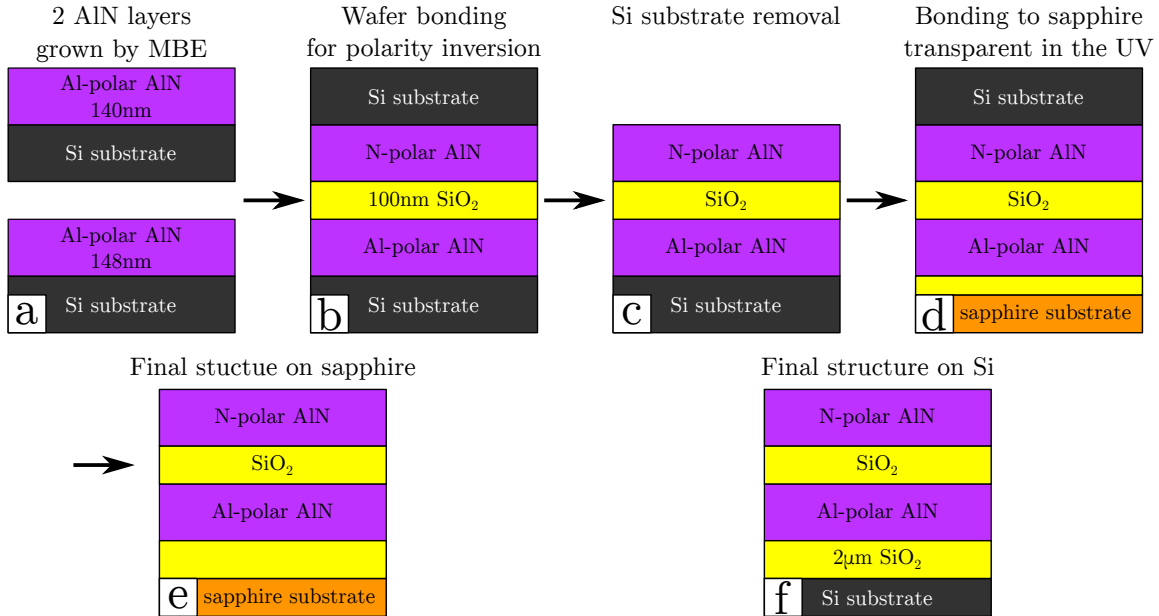 2 AlN layers
grown by MBE
Al-polar AlN
140nm
Si substrate
Al-polar AlN
148nm
Si substrate
a
Wafer bonding
for polarity inversion
Si substrate
N-polar AlN
100nm SiO₂
Al-polar AlN
Si substrate
b
Si substrate removal
N-polar AlN
SiO₂
Al-polar AlN
Si substrate
c
Bonding to sapphire
transparent in the UV
Si substrate
N-polar AlN
SiO₂
Al-polar AlN
sapphire substrate
d
Final stuctue on sapphire
N-polar AlN
SiO₂
Al-polar AlN
sapphire substrate
e
Final structure on Si
N-polar AlN
SiO₂
Al-polar AlN
2μm SiO₂
Si substrate
f